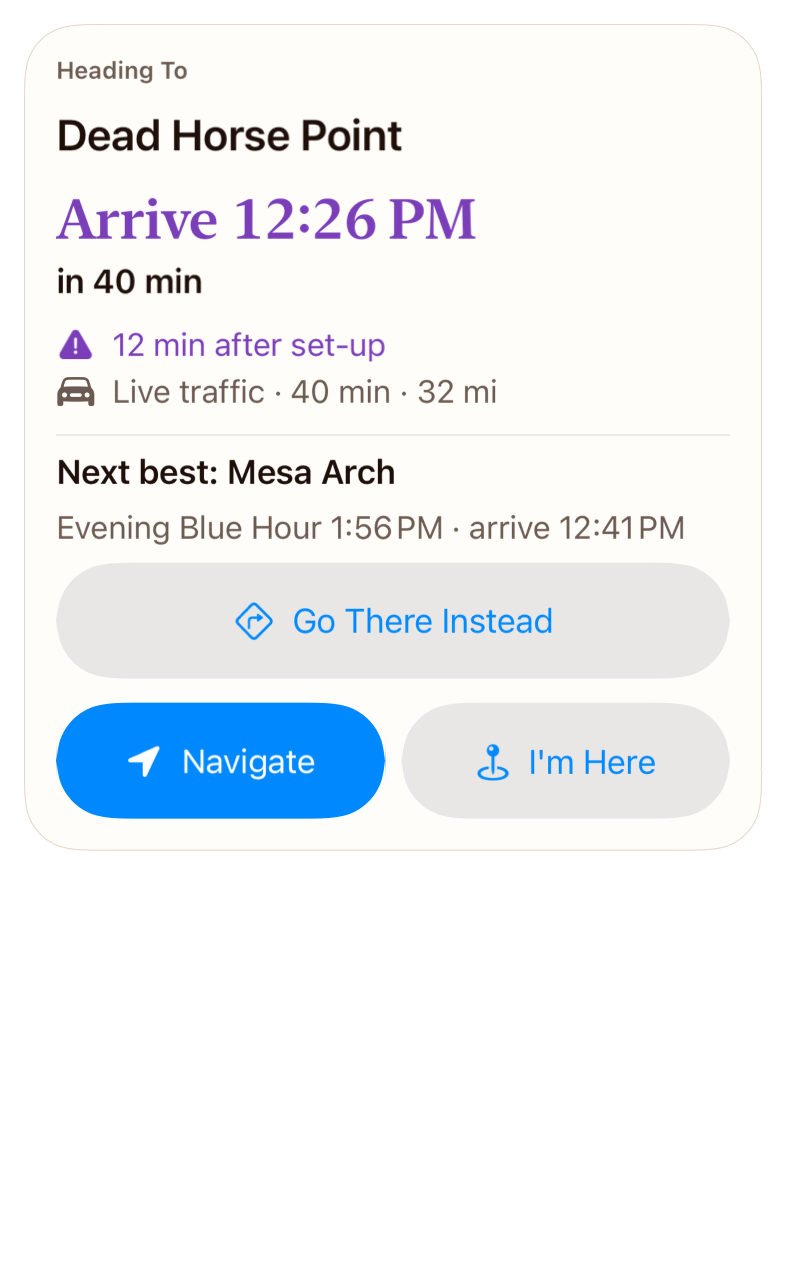 Heading To
Dead Horse Point
Arrive 12:26 PM
in 40 min
12 min after set-up
Live traffic · 40 min · 32 mi
Next best: Mesa Arch
Evening Blue Hour 1:56 PM · arrive 12:41 PM
Go There Instead
Navigate
I'm Here